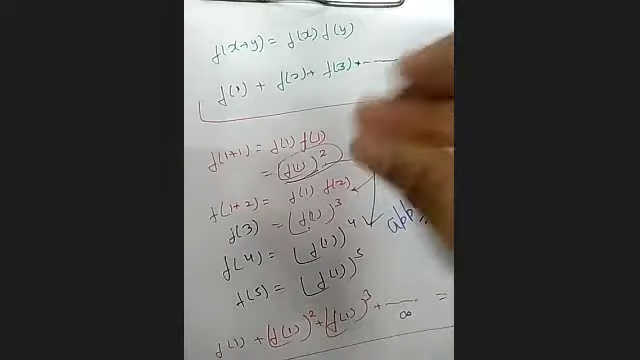 f(x+y) = f(x) f(y)
f(1) + f(2) + f(3) + ——
f(1+1) = f(1) f(1)
= (f(1))^2
f(1+2) = f(1) f(2)
f(3) = (f(1))^3
f(4) = (f(1))^4
f(5) = (f(1))^5
f(1) + (f(1))^2 + (f(1))^3 + —— ∞ =